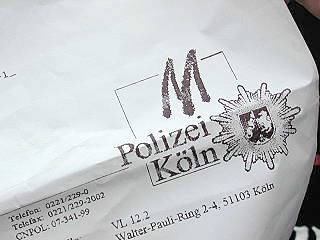 1_
M
Polizei
Köln
Telefon: 0221/229-0
Telefax: 0221/229-2002
CNPOL: 07-341-99
VL 12.2
Walter-Pauli-Ring 2-4, 51103 Köln